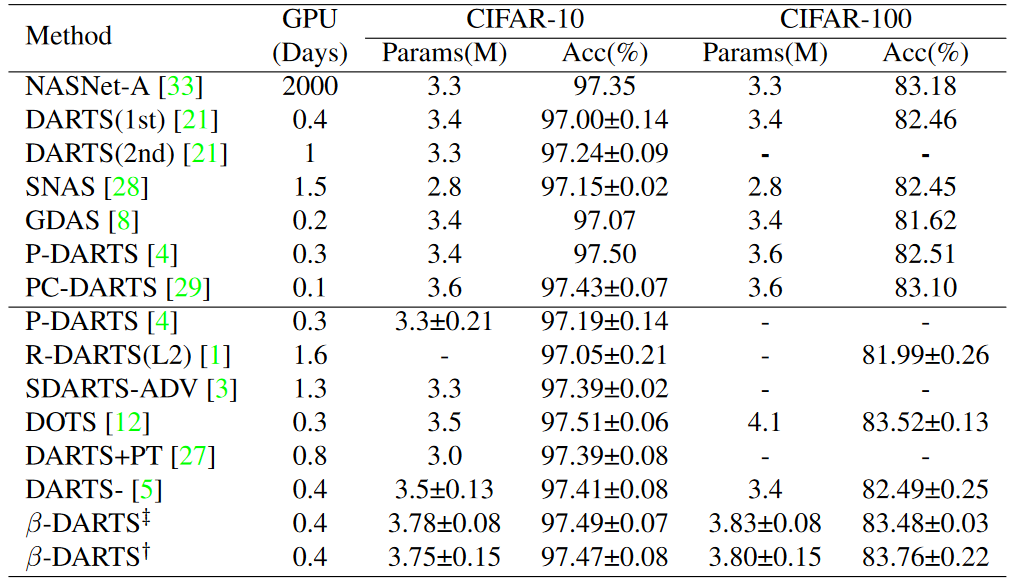 Method GPU (Days) CIFAR-10 CIFAR-100
Params(M) Acc(%) Params(M) Acc(%)
NASNet-A [33] 2000 3.3 97.35 3.3 83.18
DARTS(1st) [21] 0.4 3.4 97.00±0.14 3.4 82.46
DARTS(2nd) [21] 1 3.3 97.24±0.09 - -
SNAS [28] 1.5 2.8 97.15±0.02 2.8 82.45
GDAS [8] 0.2 3.4 97.07 3.4 81.62
P-DARTS [4] 0.3 3.4 97.50 3.6 82.51
PC-DARTS [29] 0.1 3.6 97.43±0.07 3.6 83.10
P-DARTS [4] 0.3 3.3±0.21 97.19±0.14 - -
R-DARTS(L2) [1] 1.6 - 97.05±0.21 - 81.99±0.26
SDARTS-ADV [3] 1.3 3.3 97.39±0.02 - -
DOTS [12] 0.3 3.5 97.51±0.06 4.1 83.52±0.13
DARTS+PT [27] 0.8 3.0 97.39±0.08 - -
DARTS- [5] 0.4 3.5±0.13 97.41±0.08 3.4 82.49±0.25
β-DARTS‡ 0.4 3.78±0.08 97.49±0.07 3.83±0.08 83.48±0.03
β-DARTS† 0.4 3.75±0.15 97.47±0.08 3.80±0.15 83.76±0.22